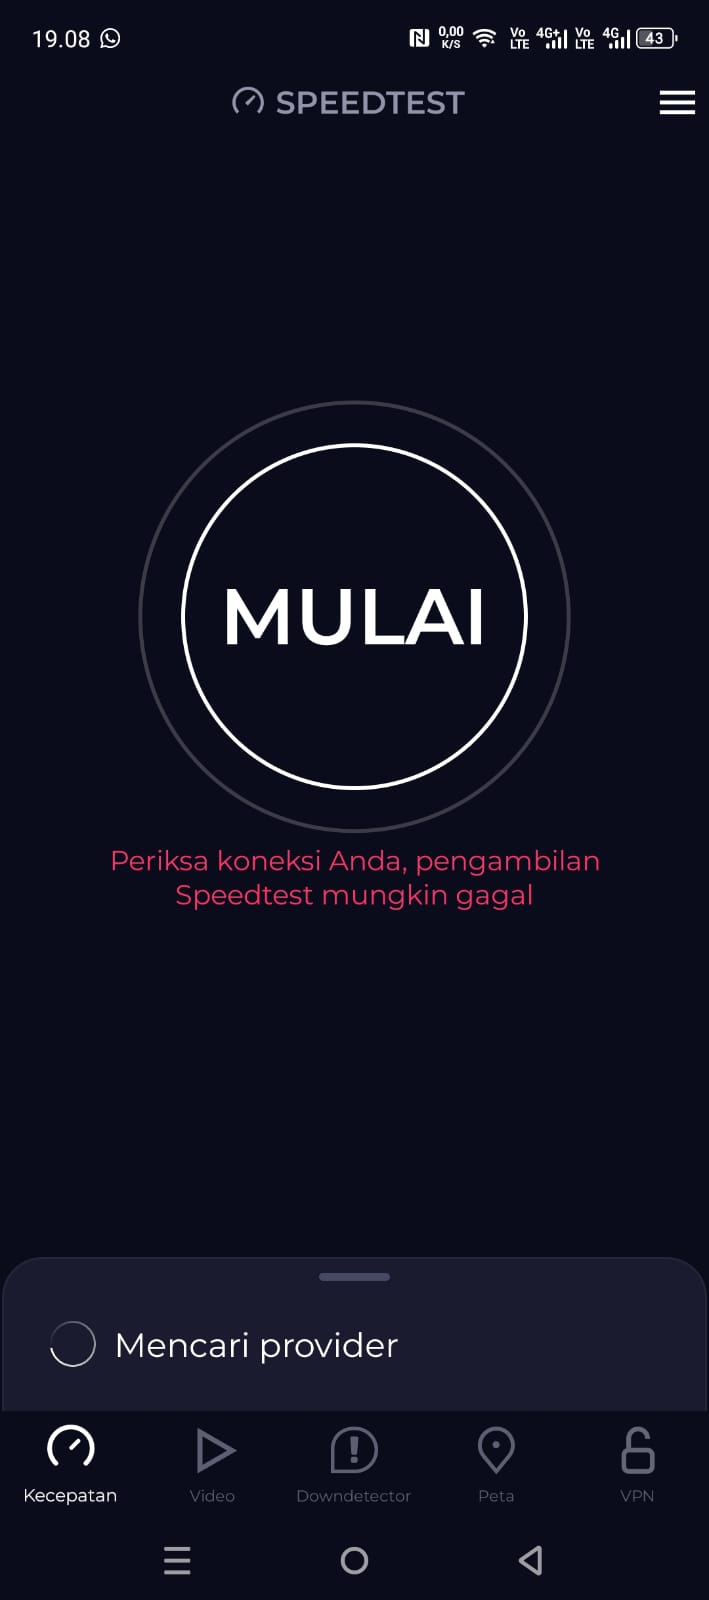 19.08
0,00
K/S
Vo
LTE
4G+
Vo
LTE
4G
43
SPEEDTEST
MULAI
Periksa koneksi Anda, pengambilan
Speedtest mungkin gagal
Mencari provider
Kecepatan
Video
Downdetector
Peta
VPN